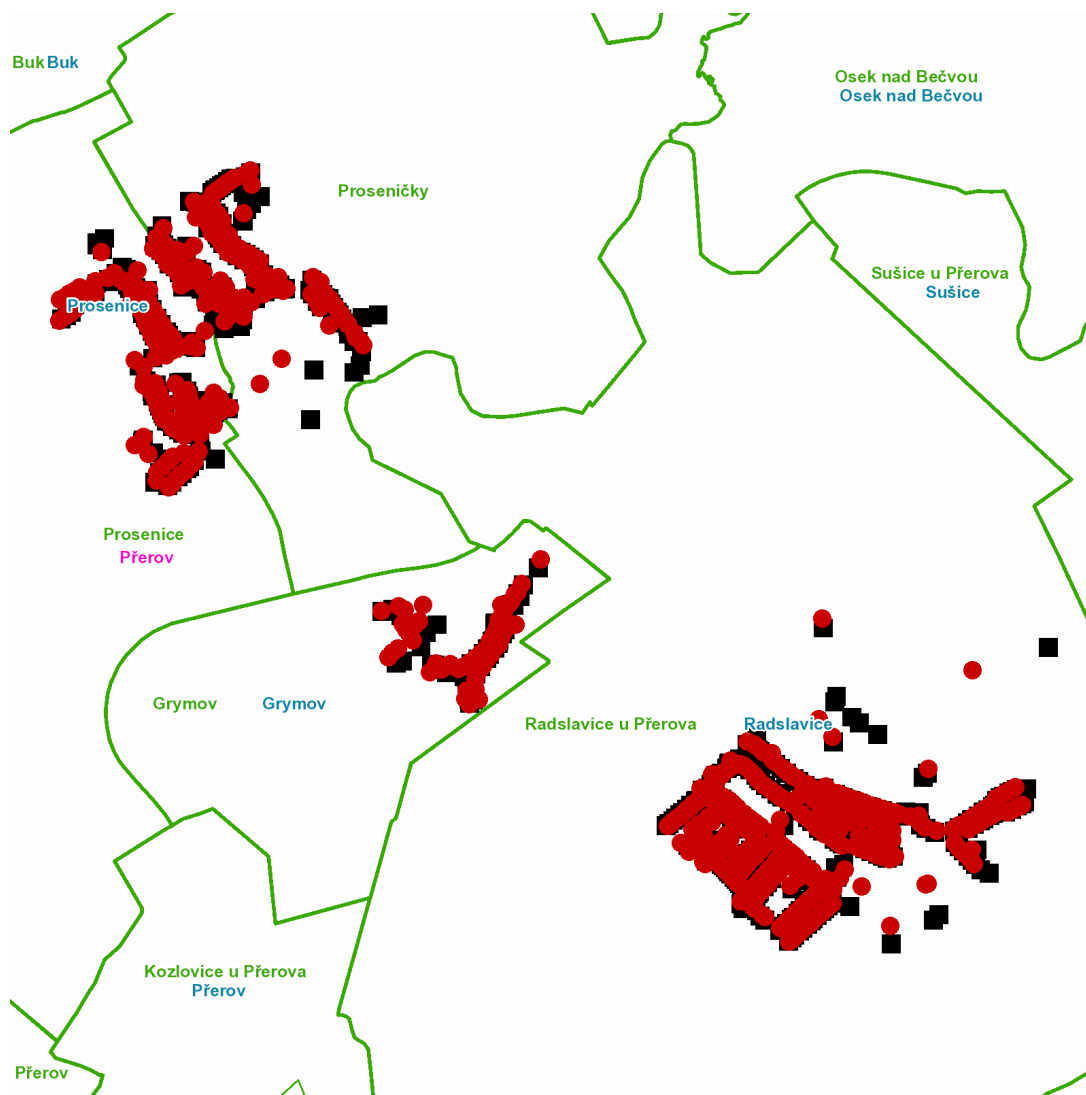 Buk Buk
Osek nad Bečvou
Osek nad Bečvou
Proseničky
Sušice u Přerova
Sušice
Prosenice
Prosenice
Přerov
Grymov Grymov
Radslavice u Přerova Radslavice
Kozlovice u Přerova
Přerov
Přerov